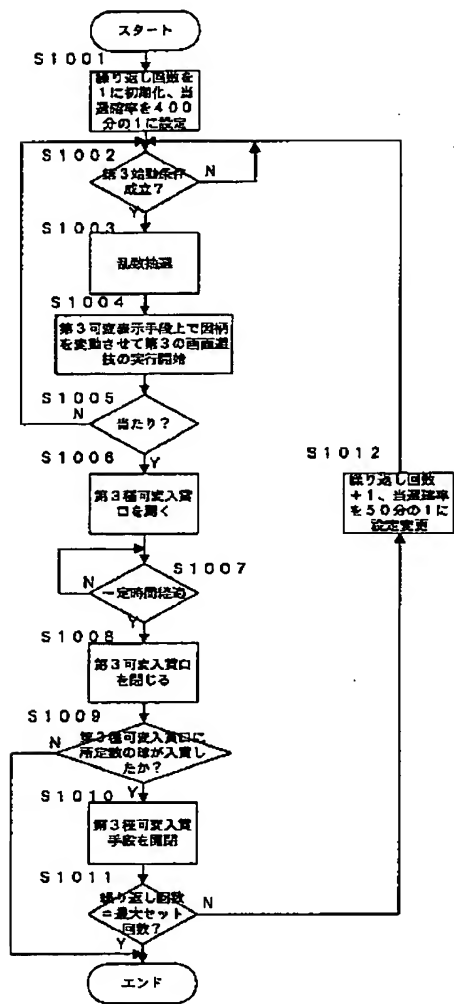 スタート
S1001
繰り返し回数を
1に初期化、当
選確率を400
分の1に設定
S1002
第3始動条件
成立?
N
Y
S1003
乱数抽選
S1004
第3可変表示手段上で図柄
を変動させて第3の画面遊
技の実行開始
S1005
N
当たり?
Y
S1006
第3種可変入賞
口を開く
S1007
N
一定時間経過
Y
S1008
第3可変入賞口
を閉じる
S1009
N
第3種可変入賞口に
所定数の球が入賞し
たか?
Y
S1010
第3種可変入賞
手段を開閉
S1011
繰り返し回数
=最大セット
回数?
N
Y
エンド
S1012
繰り返し回数
+1、当選確率
を50分の1に
設定変更